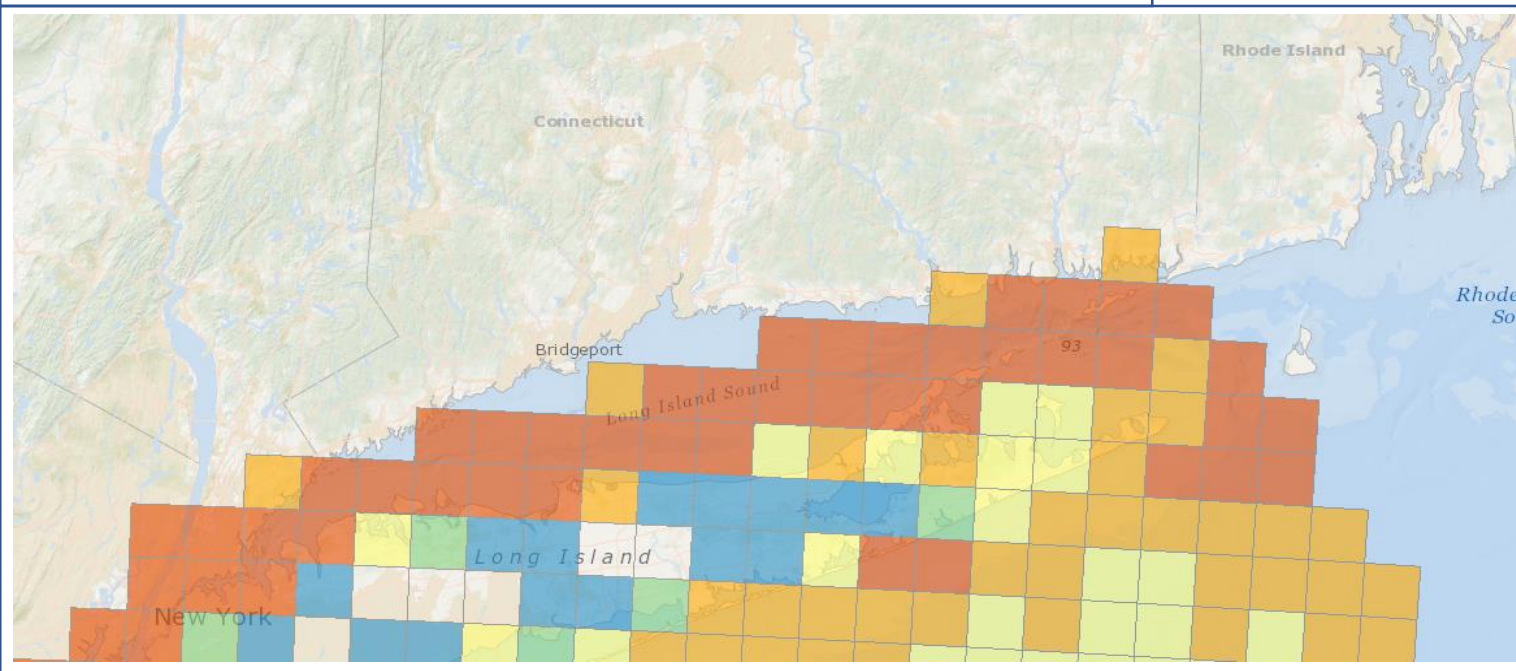 Rhode Island
Connecticut
Rhode
So
Bridgeport
93
Long Island Sound
Long Island
New York